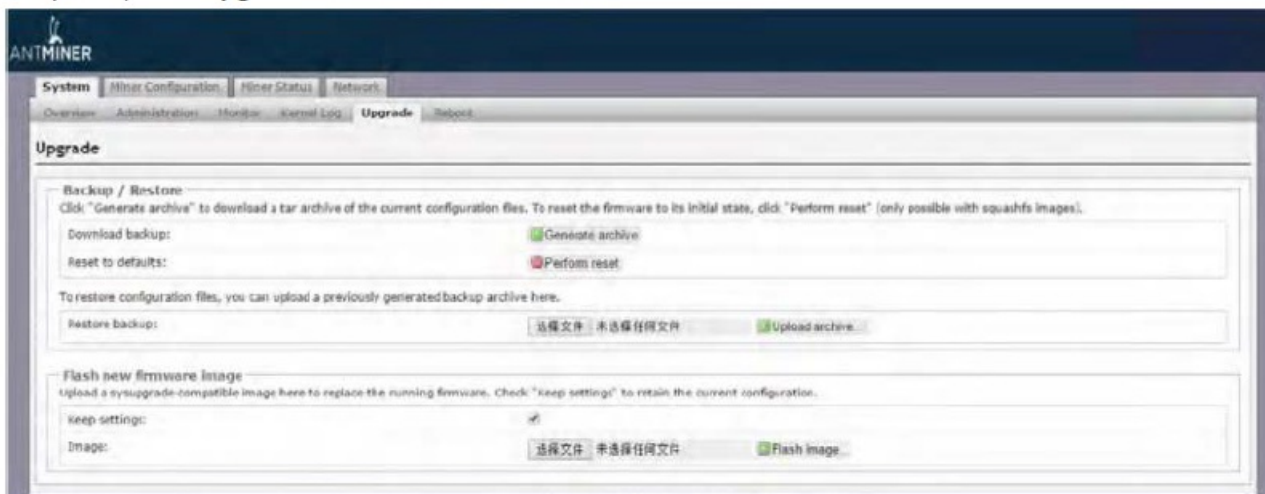 ANTMINER
System Miner Configuration Miner Status Network
Overview Administration Monitor Kernel Log Upgrade Reboot
Upgrade
Backup / Restore
Click "Generate archive" to download a tar archive of the current configuration files. To reset the firmware to its initial state, click "Perform reset" (only possible with squashfs images).
Download backup: Generate archive
Reset to defaults: Perform reset
To restore configuration files, you can upload a previously generated backup archive here.
Restore backup: 选择文件 未选择任何文件 Upload archive...
Flash new firmware image
Upload a sysupgrade-compatible image here to replace the running firmware. Check "Keep settings" to retain the current configuration.
Keep settings:
Image: 选择文件 未选择任何文件 Flash image...